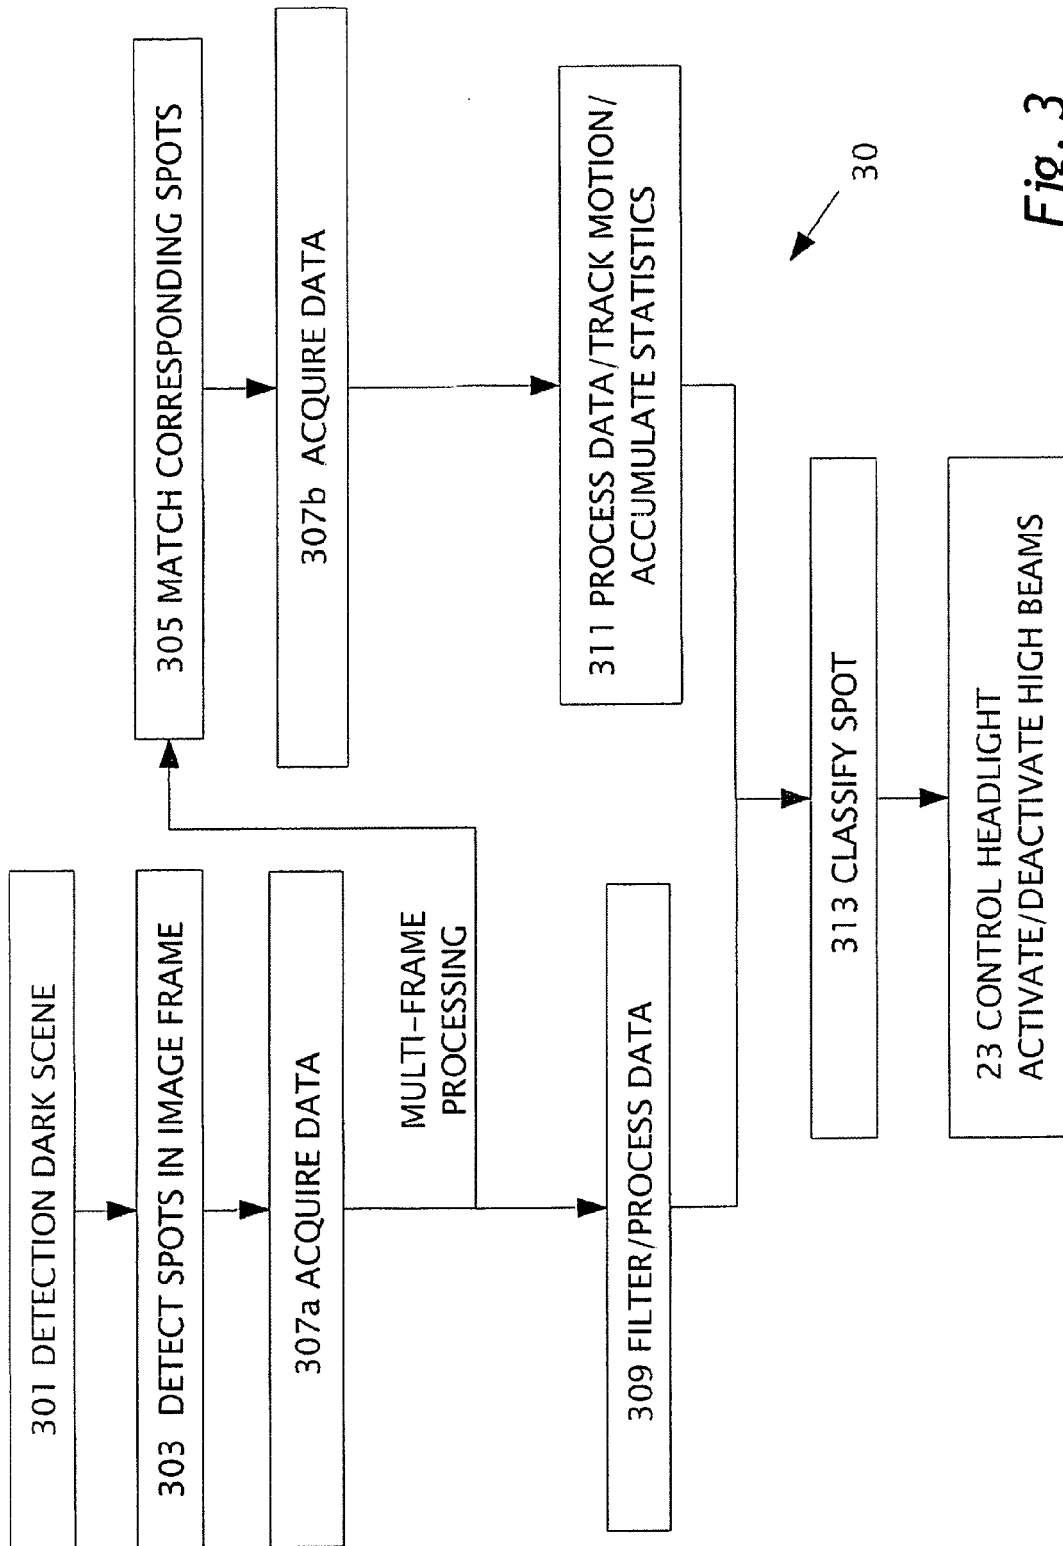 301 DETECTION DARK SCENE
303 DETECT SPOTS IN IMAGE FRAME
307a ACQUIRE DATA
MULTI-FRAME
PROCESSING
305 MATCH CORRESPONDING SPOTS
307b ACQUIRE DATA
309 FILTER/PROCESS DATA
311 PROCESS DATA/TRACK MOTION/
ACCUMULATE STATISTICS
313 CLASSIFY SPOT
23 CONTROL HEADLIGHT
ACTIVATE/DEACTIVATE HIGH BEAMS
30
Fig. 3